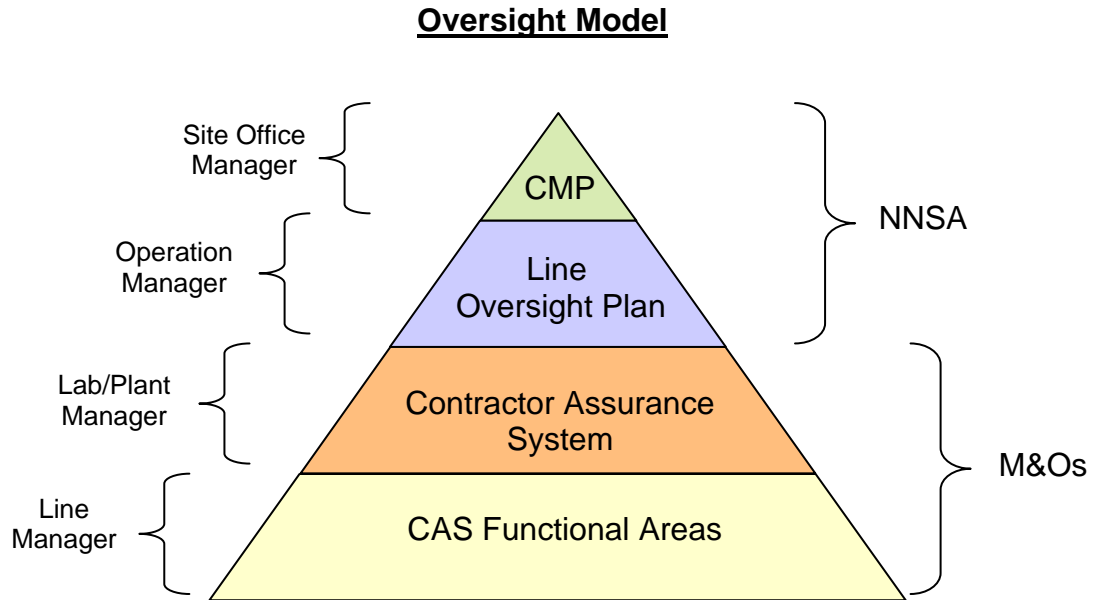 Oversight Model
Site Office
Manager
CMP
NNSA
Operation
Manager
Line
Oversight Plan
Lab/Plant
Manager
Contractor Assurance
System
M&Os
Line
Manager
CAS Functional Areas